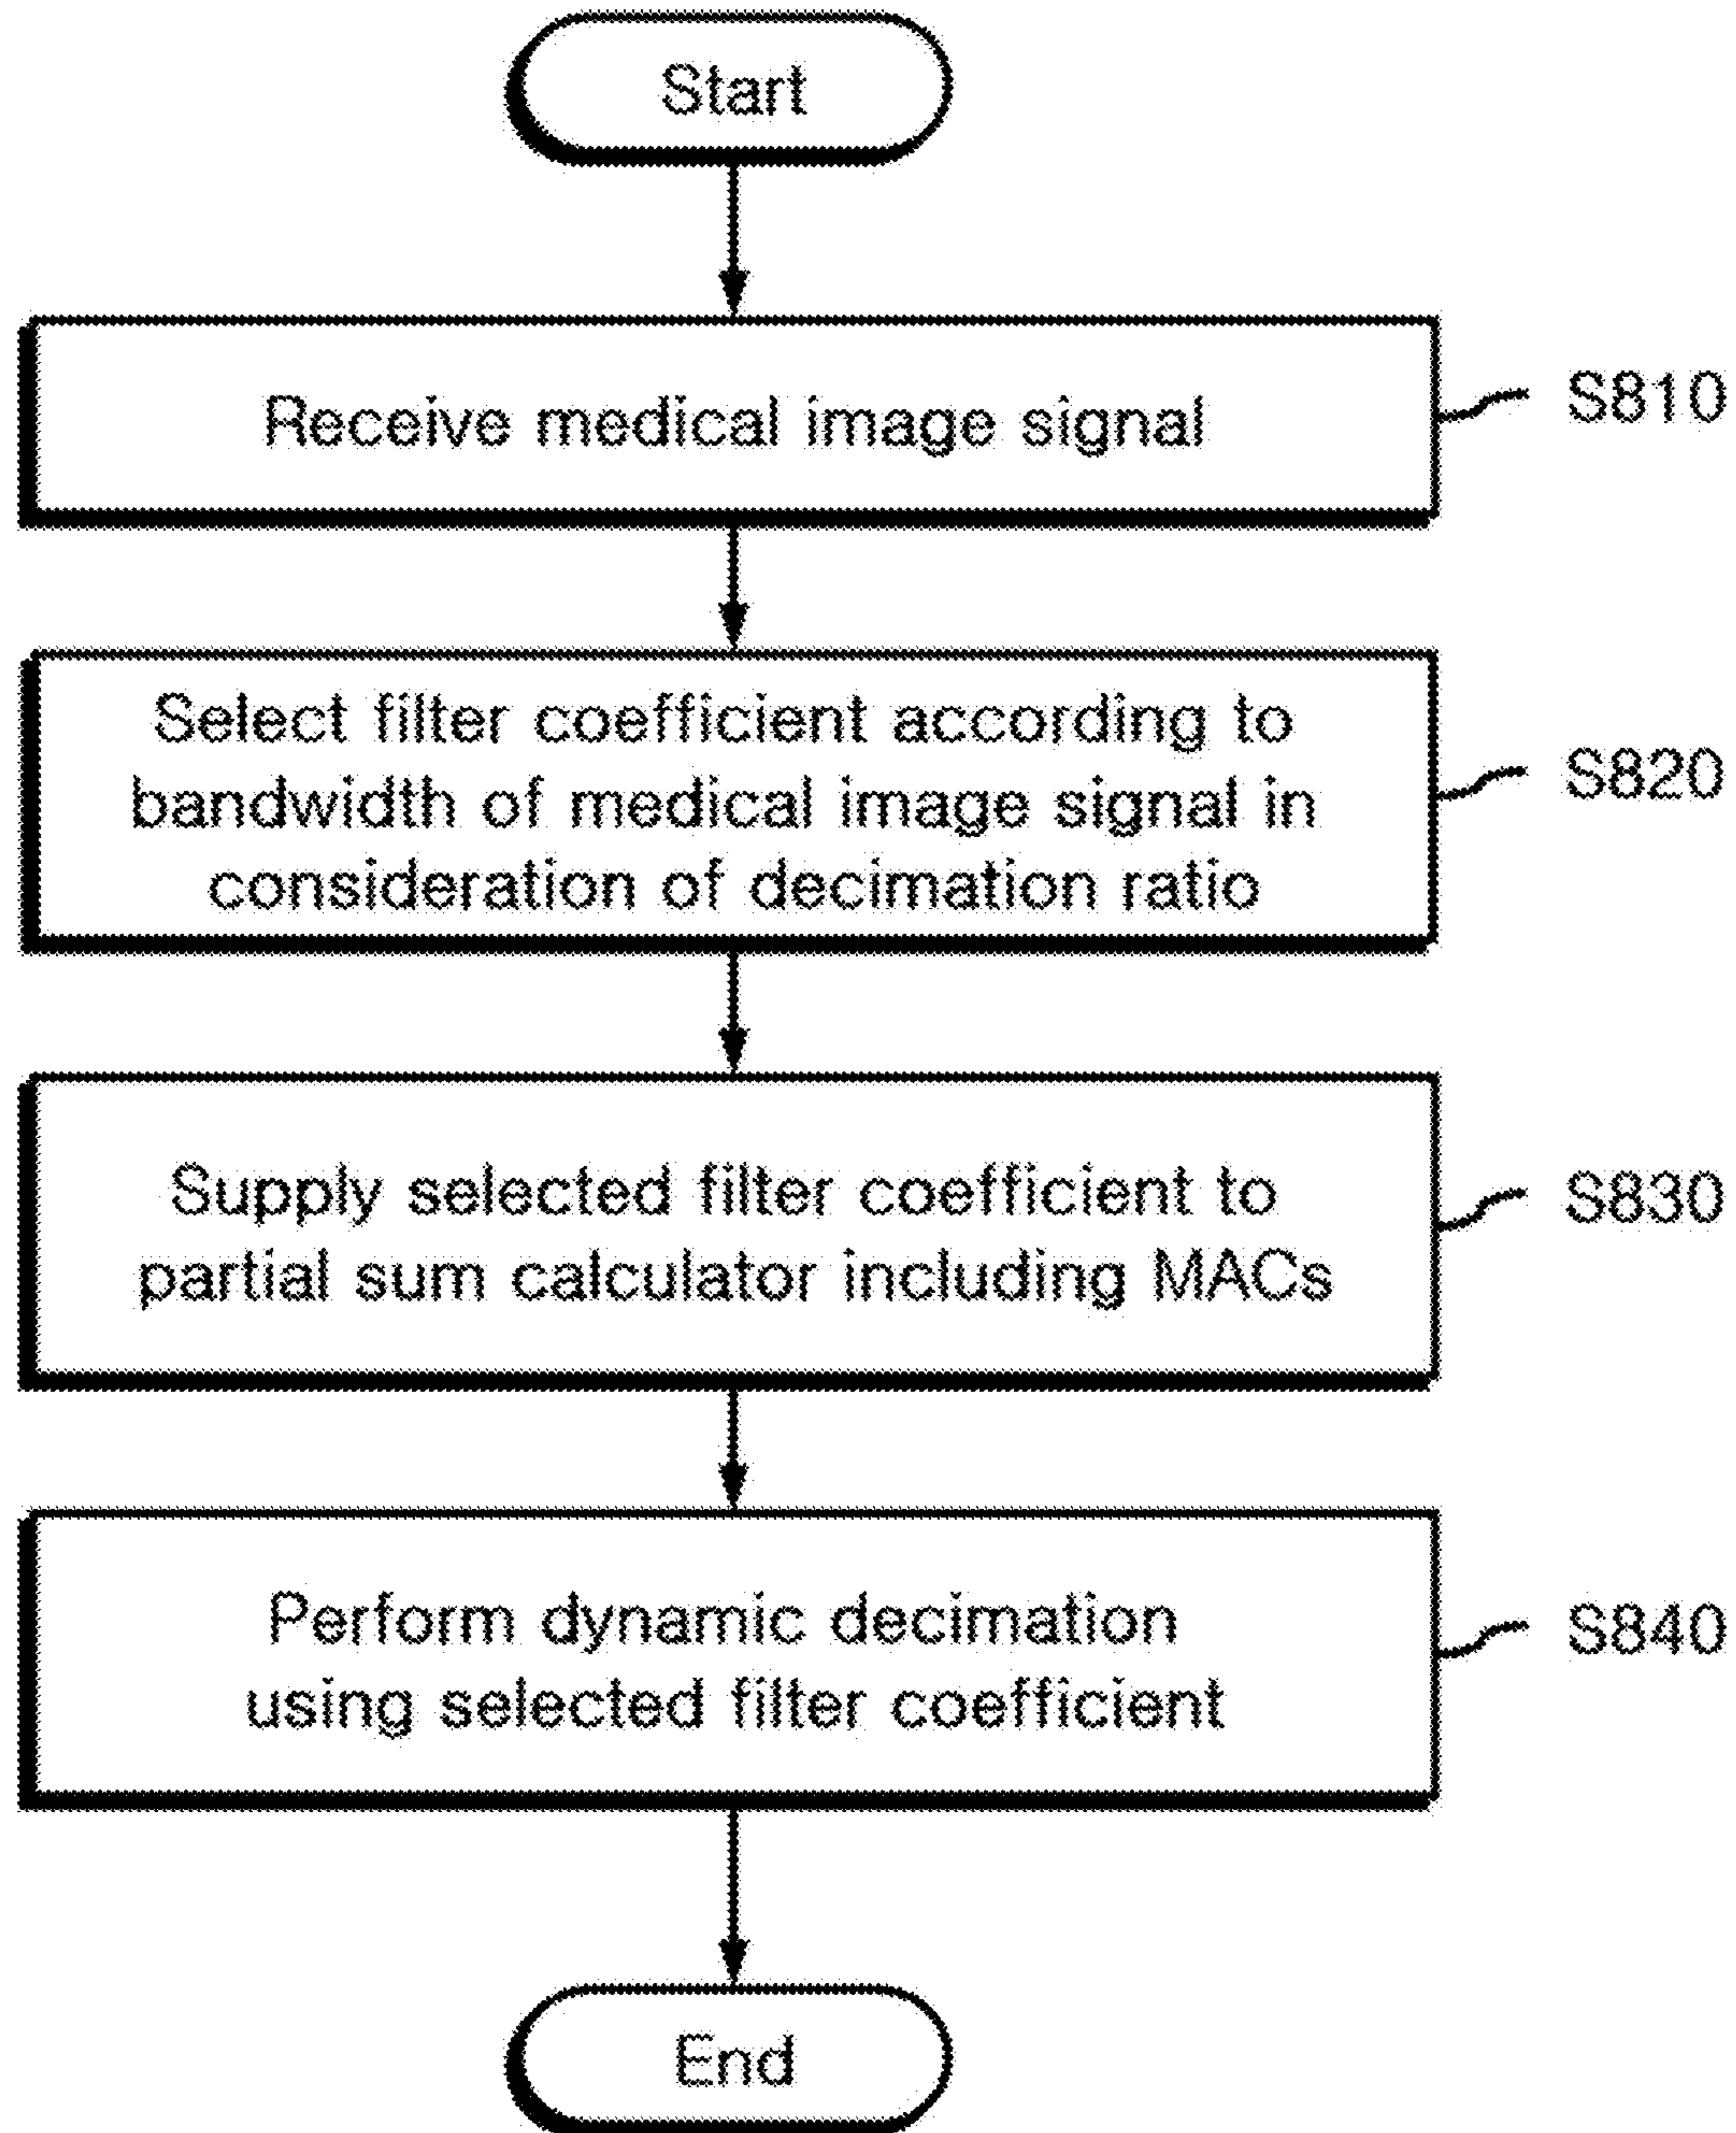 Start
Receive medical image signal
S810
Select filter coefficient according to
bandwidth of medical image signal in
consideration of decimation ratio
S820
Supply selected filter coefficient to
partial sum calculator including MACs
S830
Perform dynamic decimation
using selected filter coefficient
S840
End